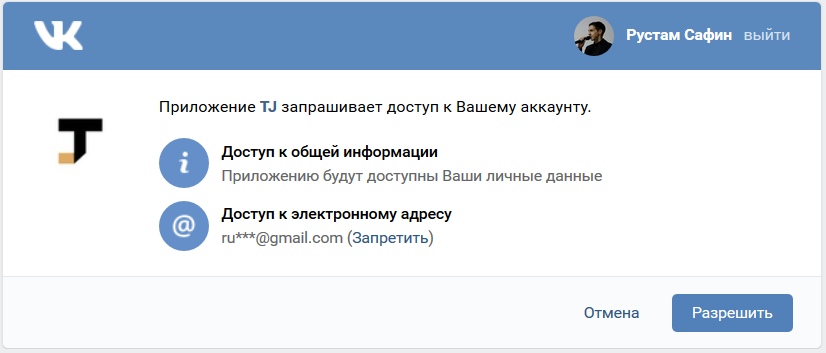 VK
Рустам Сафин выйти
Приложение TJ запрашивает доступ к Вашему аккаунту.
Доступ к общей информации
Приложению будут доступны Ваши личные данные
Доступ к электронному адресу
ru***@gmail.com (Запретить)
Отмена Разрешить